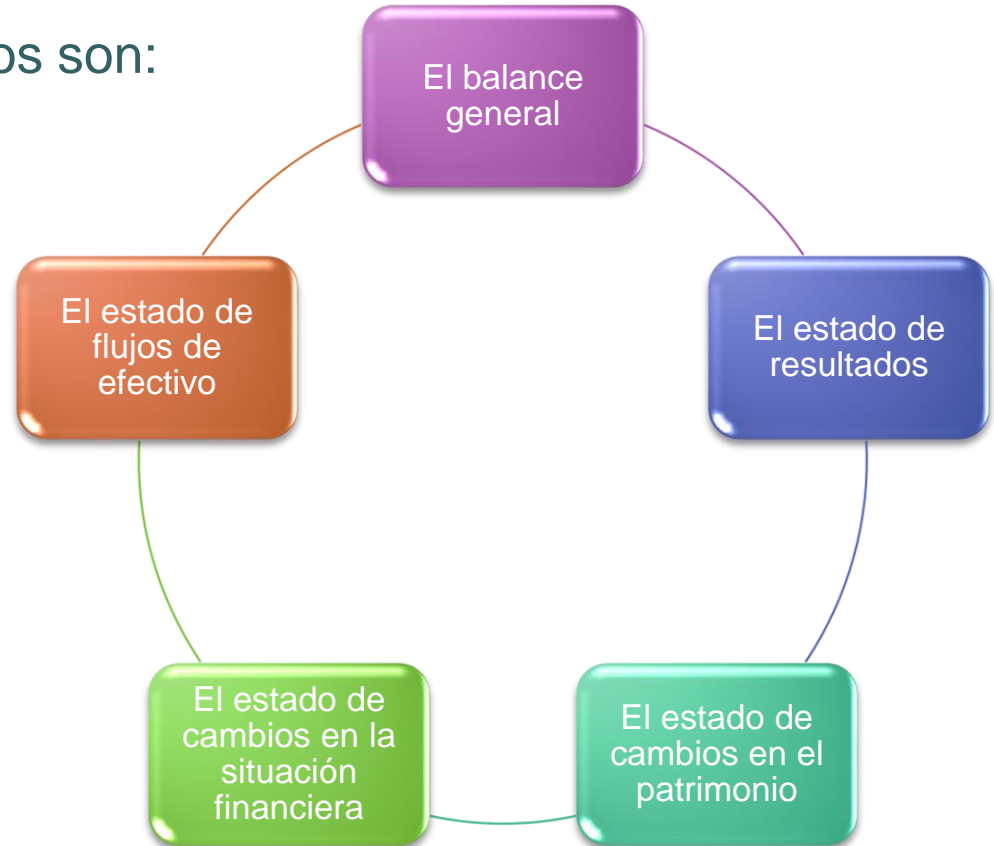 os son:
El balance
general
El estado de
resultados
El estado de
cambios en el
patrimonio
El estado de
cambios en la
situación
financiera
El estado de
flujos de
efectivo